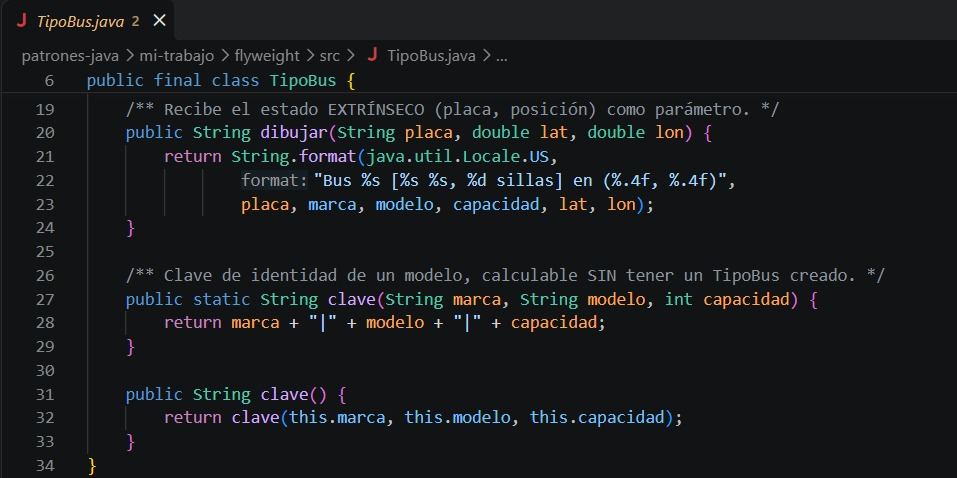 J TipoBus.java 2 ×
patrones-java > mi-trabajo > flyweight > src > J TipoBus.java > ...
6 public final class TipoBus {
19 /** Recibe el estado EXTRÍNSECO (placa, posición) como parámetro. */
20 public String dibujar(String placa, double lat, double lon) {
21 return String.format(java.util.Locale.US,
22 format: "Bus %s [%s %s, %d sillas] en (%.4f, %.4f)",
23 placa, marca, modelo, capacidad, lat, lon);
24 }
25
26 /** Clave de identidad de un modelo, calculable SIN tener un TipoBus creado. */
27 public static String clave(String marca, String modelo, int capacidad) {
28 return marca + "|" + modelo + "|" + capacidad;
29 }
30
31 public String clave() {
32 return clave(this.marca, this.modelo, this.capacidad);
33 }
34 }